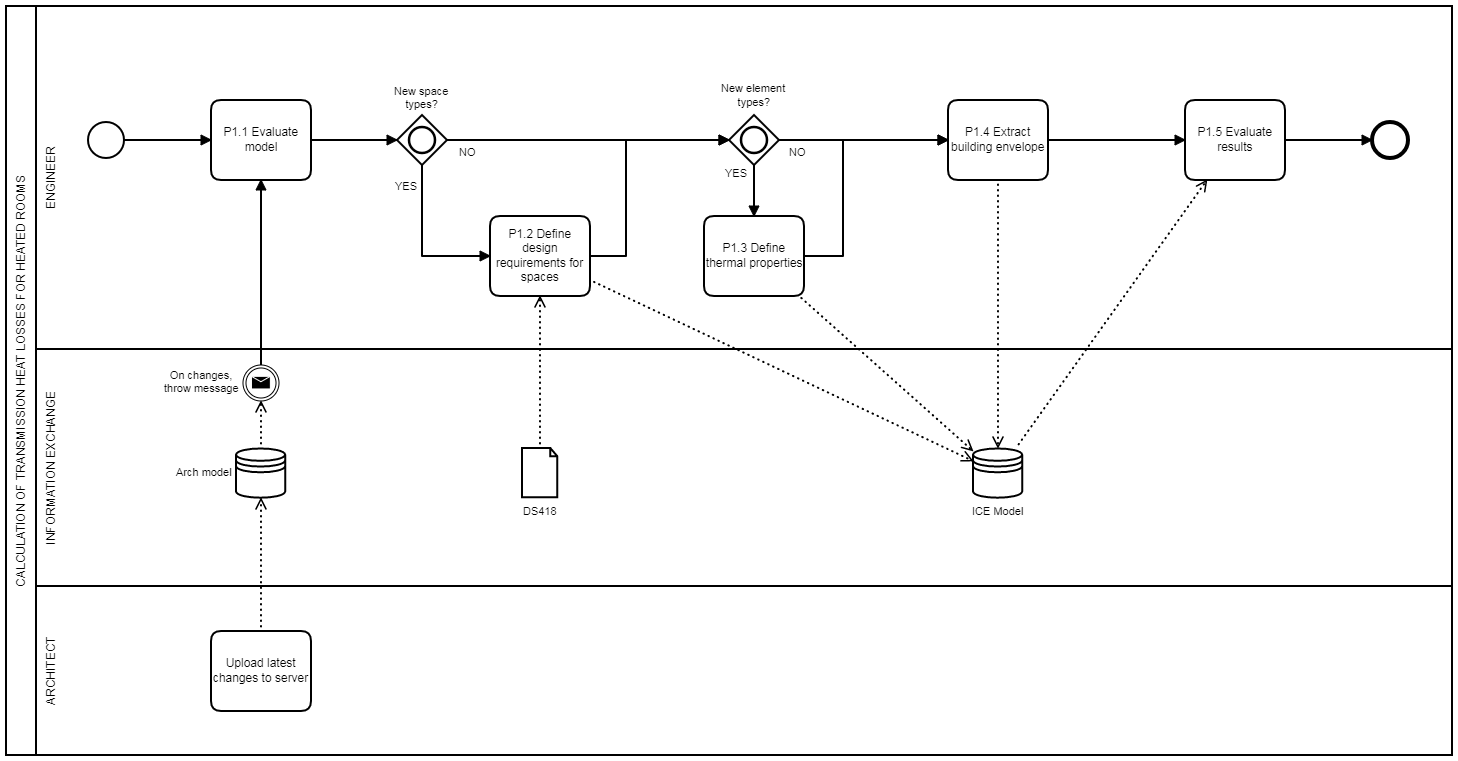 CALCULATION OF TRANSMISSION HEAT LOSSES FOR HEATED ROOMS
ENGINEER
P1.1 Evaluate
model
New space
types?
NO
YES
P1.2 Define
design
requirements for
spaces
New element
types?
NO
YES
P1.3 Define
thermal properties
P1.4 Extract
building envelope
P1.5 Evaluate
results
INFORMATION EXCHANGE
On changes,
throw message
Arch model
DS418
ICE Model
ARCHITECT
Upload latest
changes to server